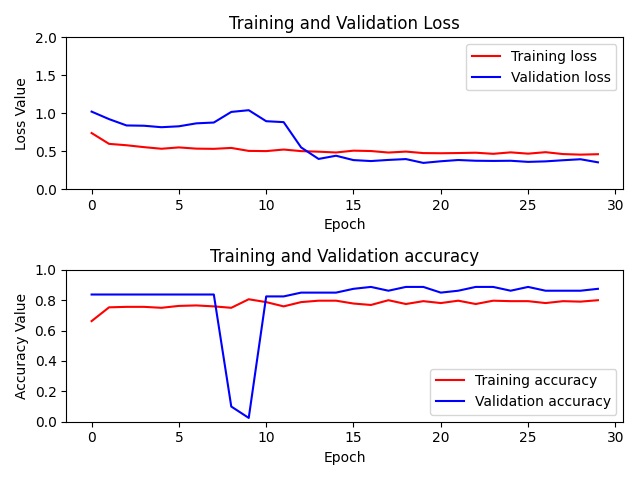 Training and Validation Loss
2.0
1.5
1.0
0.5
0.0
Loss Value
Training loss
Validation loss
0 5 10 15 20 25 30
Epoch
Training and Validation accuracy
1.0
0.8
0.6
0.4
0.2
0.0
Accuracy Value
Training accuracy
Validation accuracy
0 5 10 15 20 25 30
Epoch